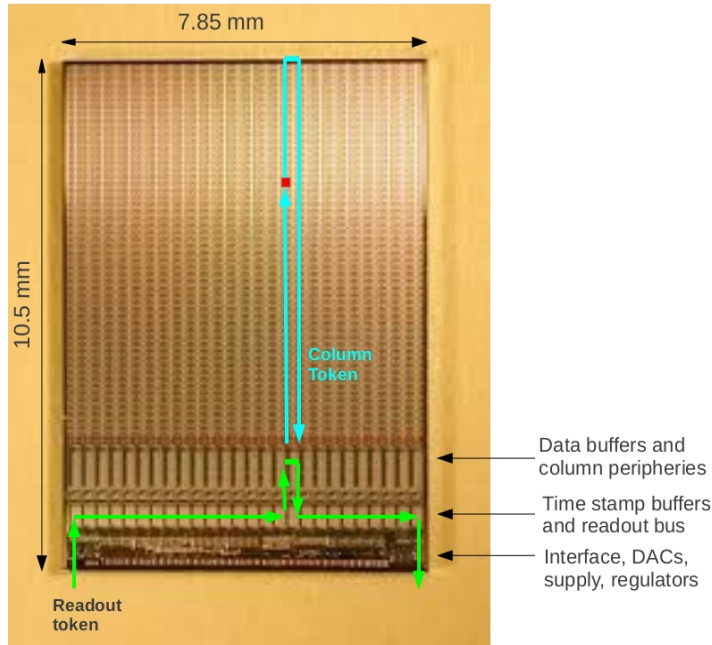 7.85 mm
10.5 mm
Column
Token
Data buffers and
column peripheries
Time stamp buffers
and readout bus
Interface, DACs,
supply, regulators
Readout
token